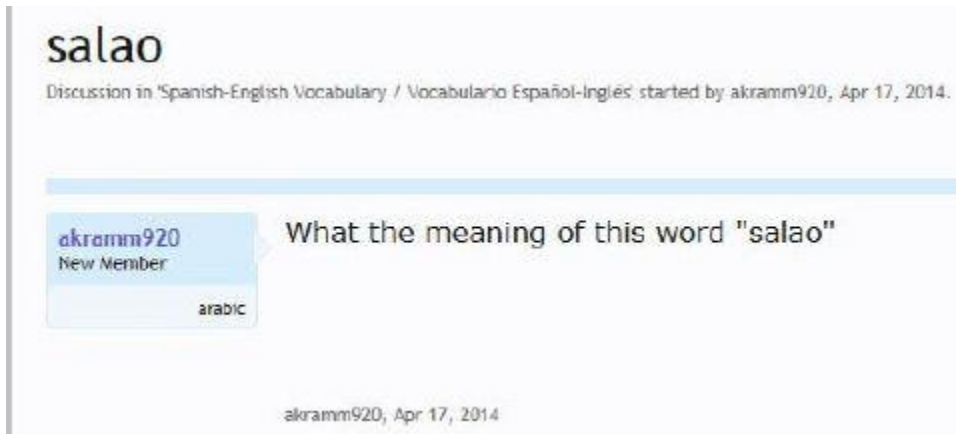 salao
Discussion in 'Spanish-English Vocabulary / Vocabulario Español-Inglés' started by akramm920, Apr 17, 2014.
akramm920
New Member
arabic
What the meaning of this word "salao"
akramm920, Apr 17, 2014